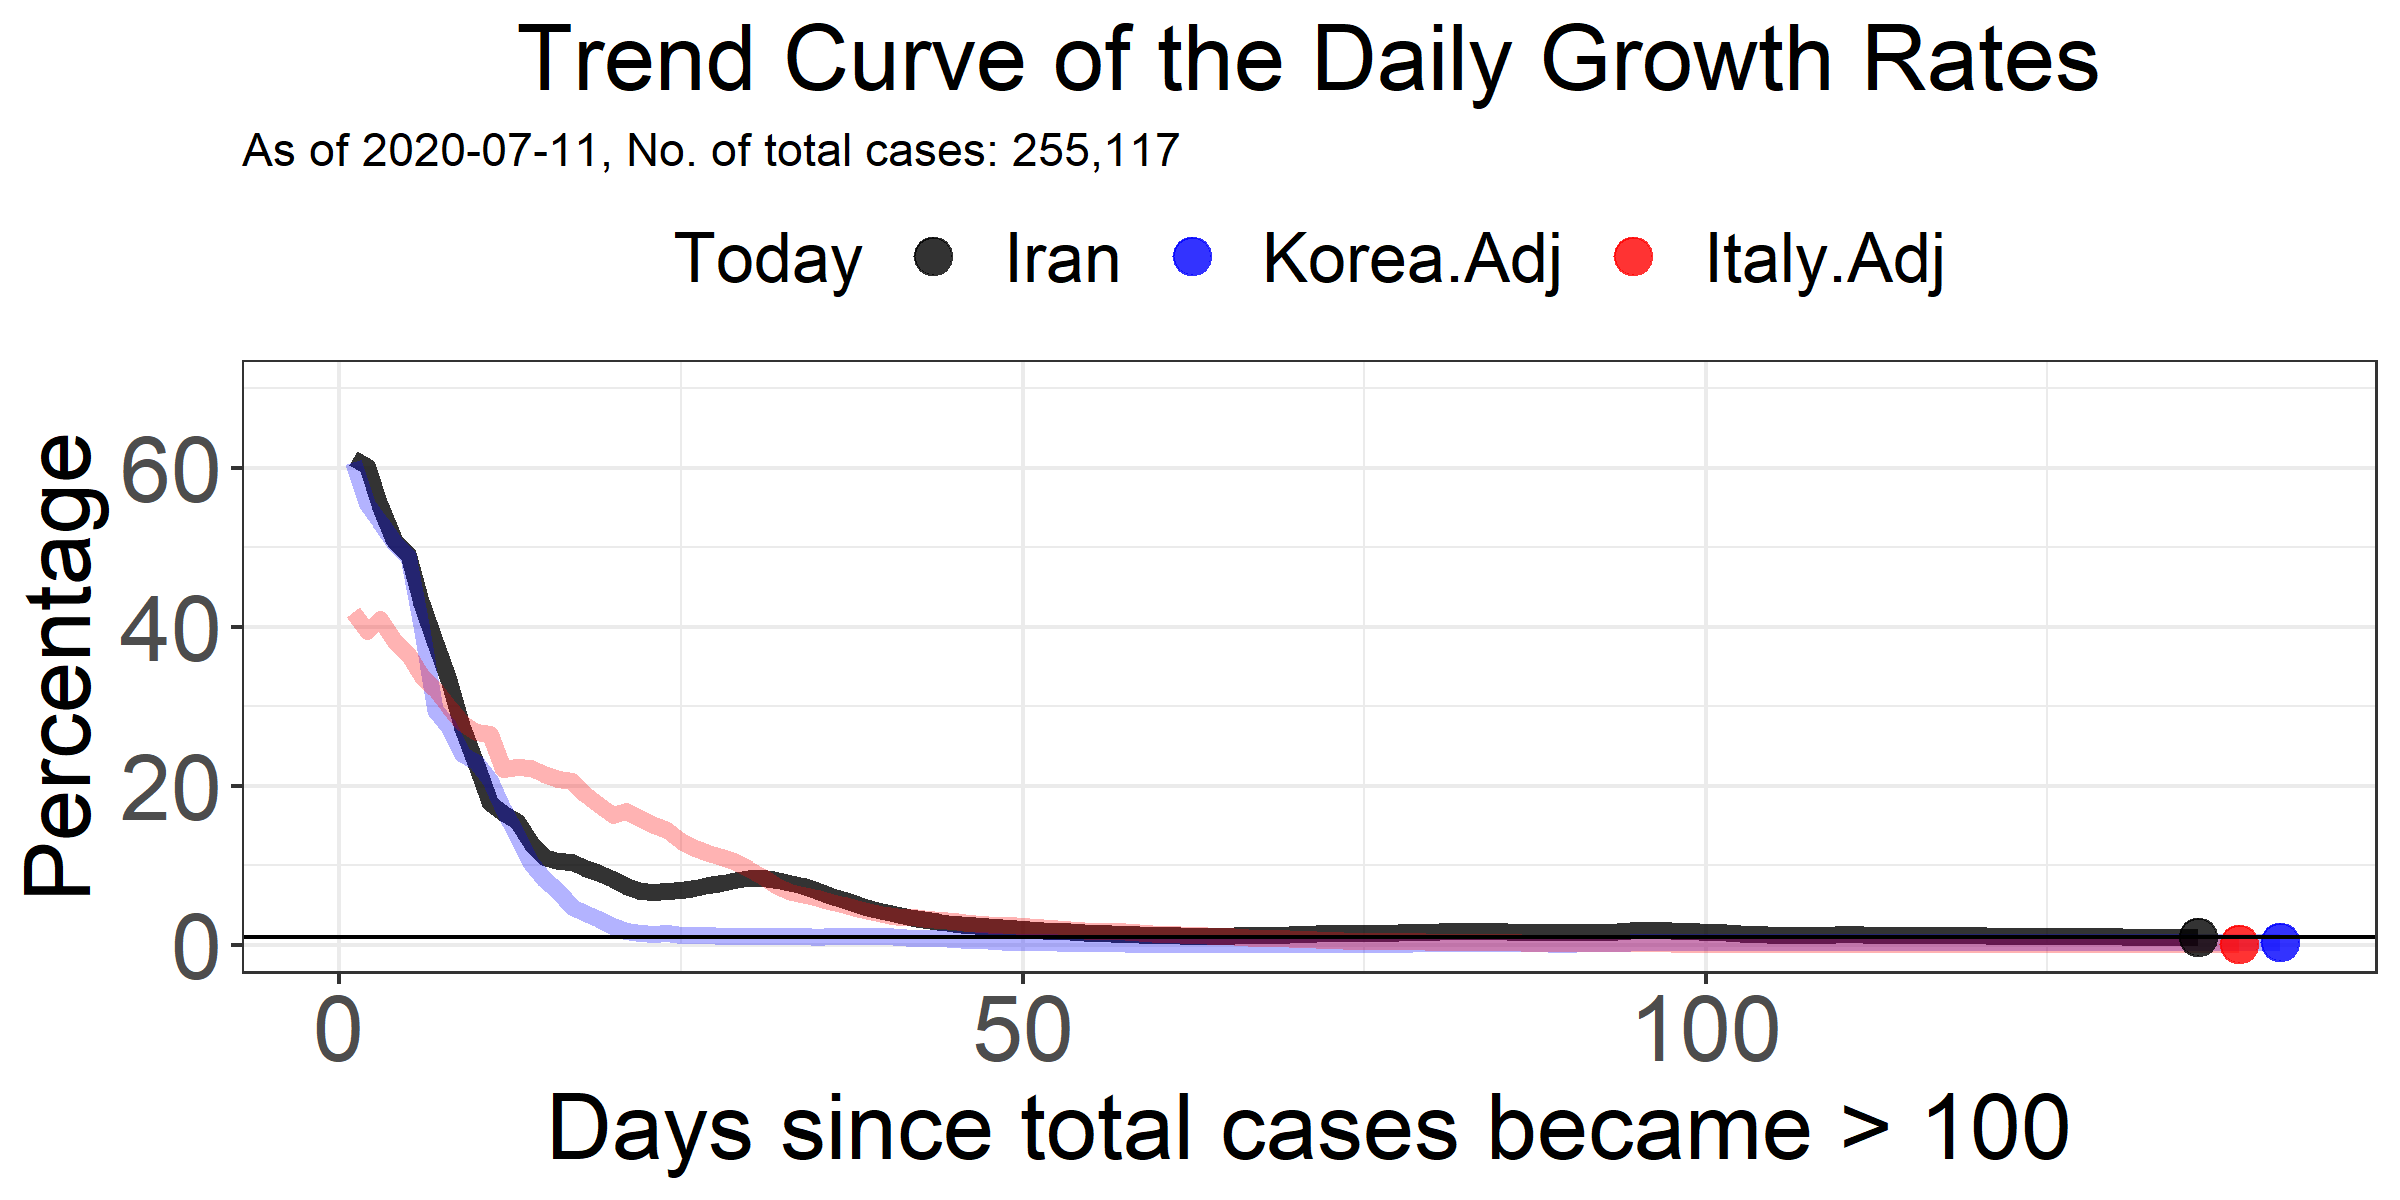 Trend Curve of the Daily Growth Rates
As of 2020-07-11, No. of total cases: 255,117
Today Iran Korea.Adj Italy.Adj
Percentage
60
40
20
0
0 50 100
Days since total cases became > 100